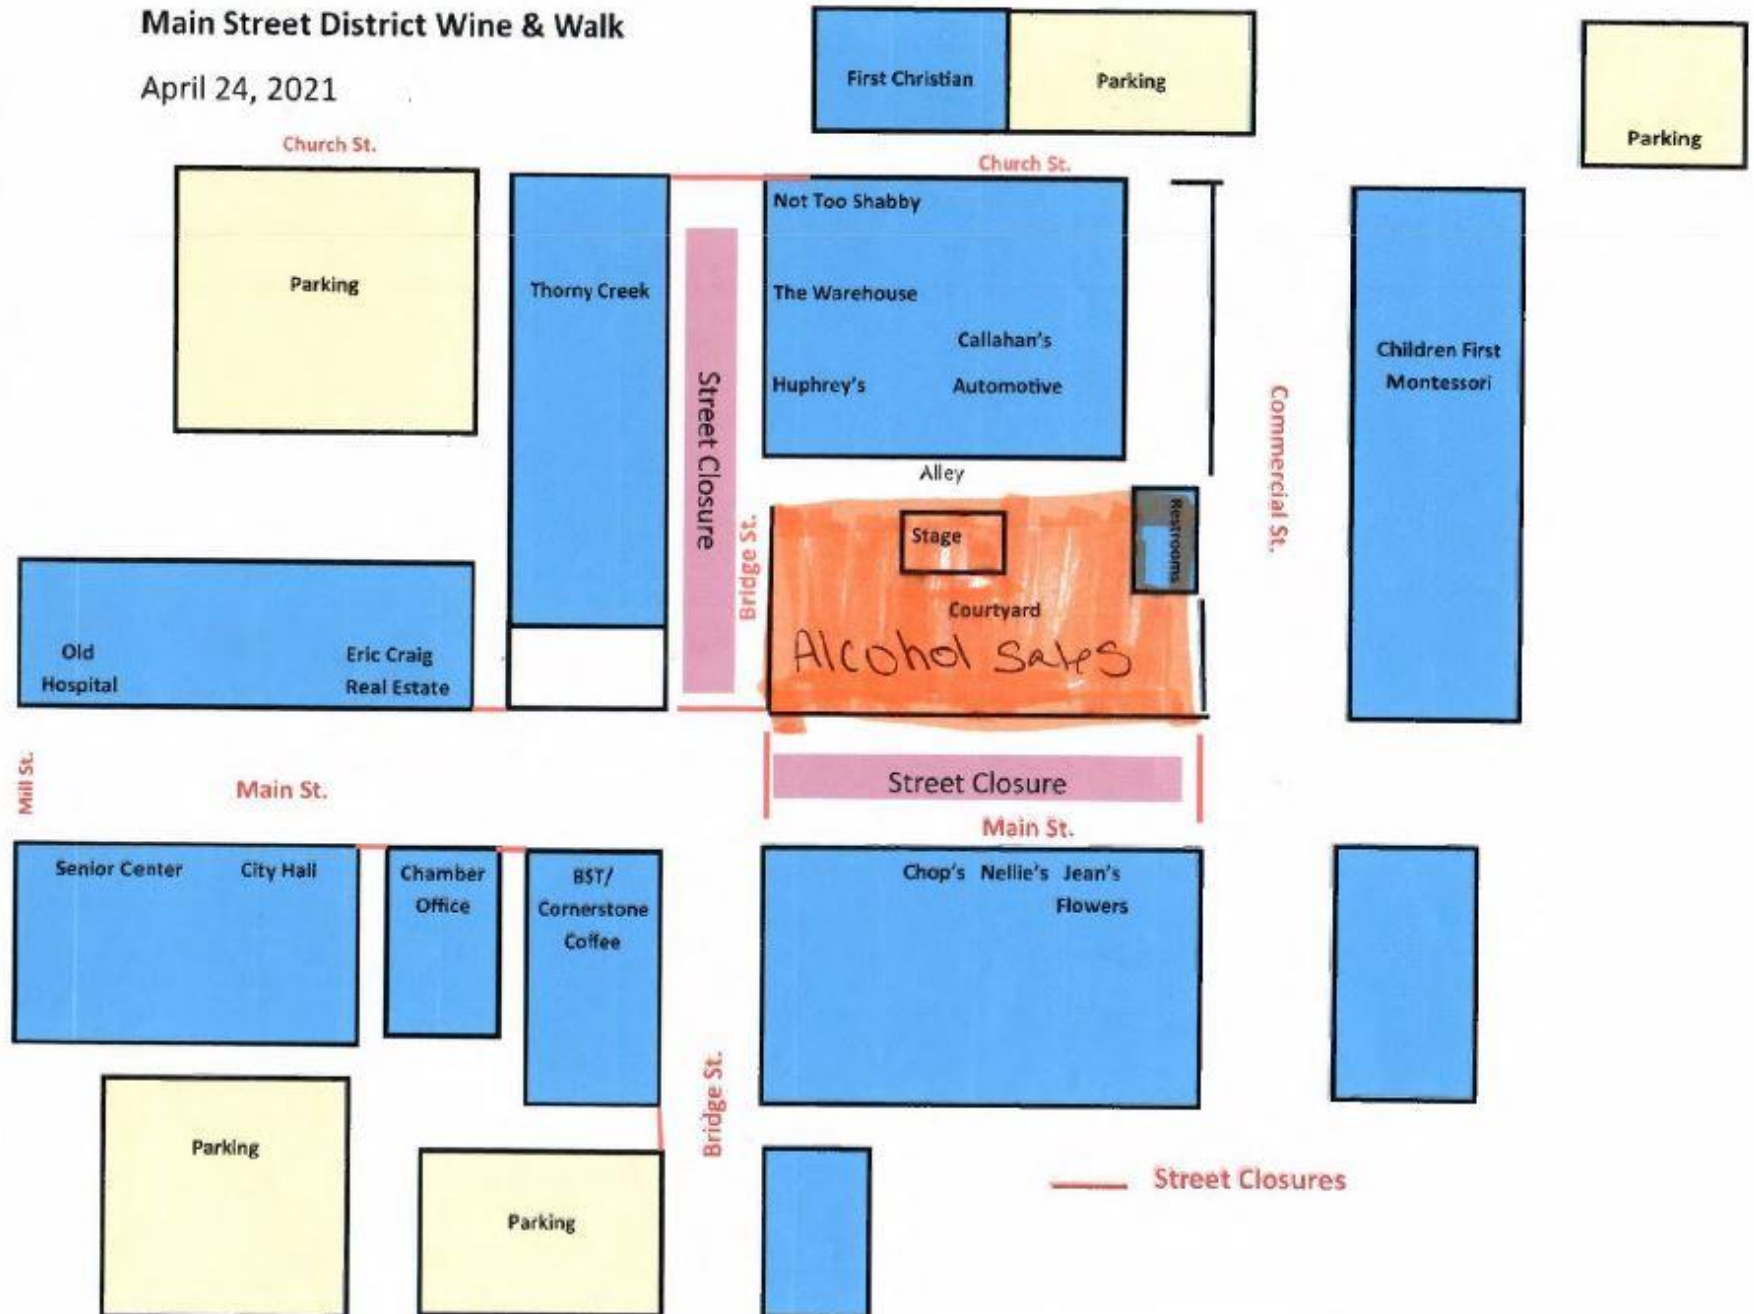 Main Street District Wine & Walk
April 24, 2021
First Christian
Parking
Parking
Church St.
Church St.
Parking
Thorny Creek
Street Closure
Bridge St.
Not Too Shabby
The Warehouse
Callahan's
Huphrey's
Automotive
Children First
Montessori
Commercial St.
Alley
Stage
Restrooms
Courtyard
Alcohol Sales
Old
Hospital
Eric Craig
Real Estate
Mill St.
Main St.
Street Closure
Main St.
Senior Center
City Hall
Chamber
Office
BST/
Cornerstone
Coffee
Chop's
Nellie's
Jean's
Flowers
Bridge St.
Parking
Parking
Street Closures